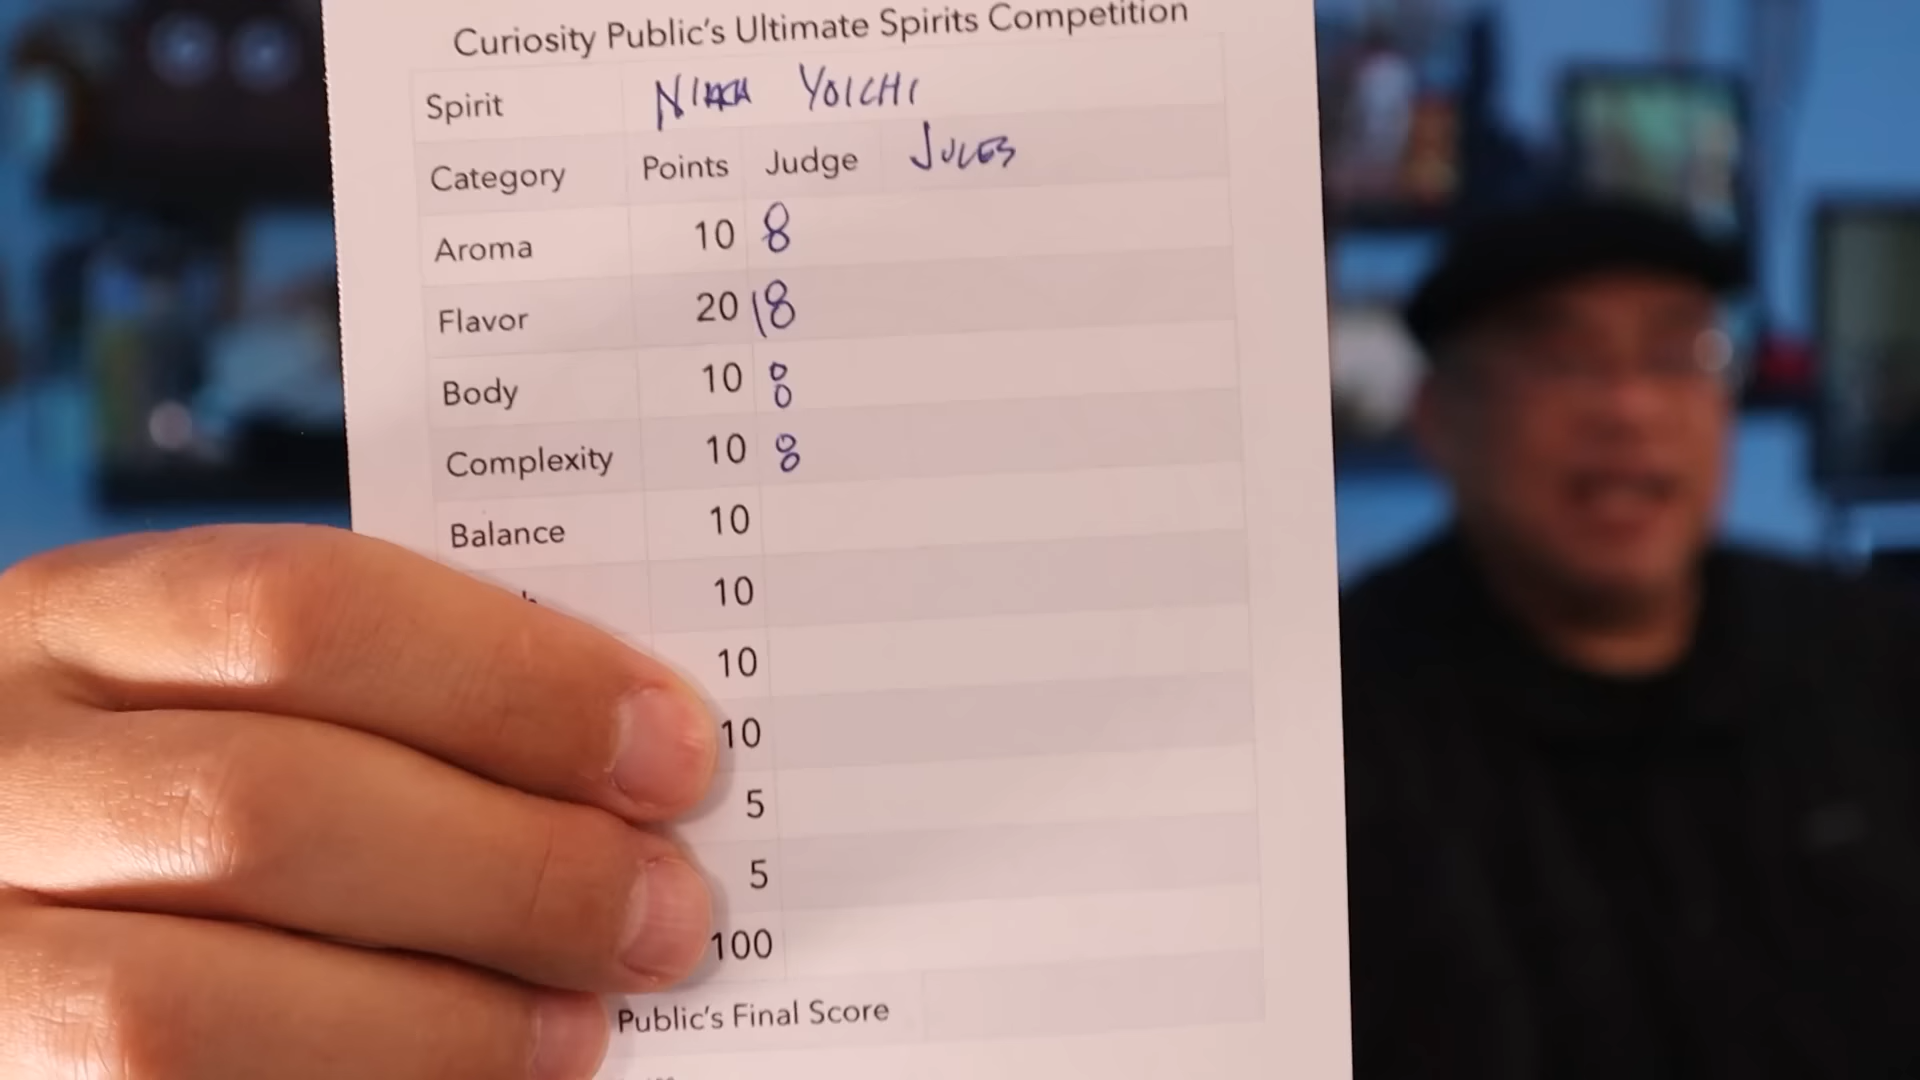 Curiosity Public's Ultimate Spirits Competition
Spirit NIKKA YOICHI
Category Points Judge JULES
Aroma 10 8
Flavor 20 18
Body 10 8
Complexity 10 8
Balance 10
10
10
10
5
5
100
Public's Final Score